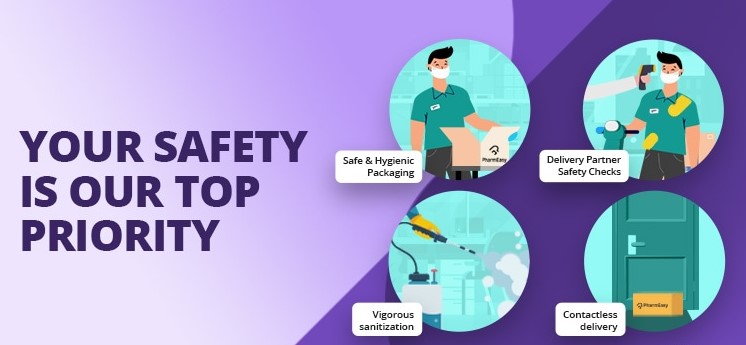 YOUR SAFETY
IS OUR TOP
PRIORITY
Safe & Hygienic
Packaging
PharmEasy
Delivery Partner
Safety Checks
Vigorous
sanitization
Contactless
delivery
PharmEasy